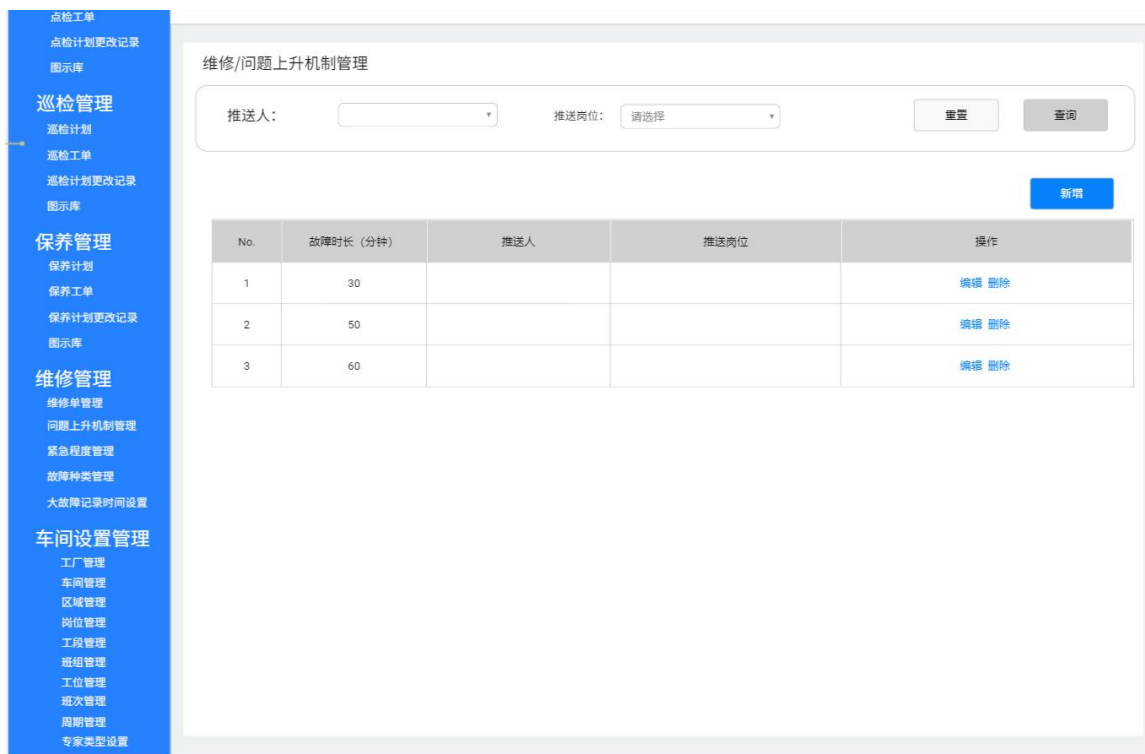 点检工单
点检计划更改记录
图示库
巡检管理
巡检计划
巡检工单
巡检计划更改记录
图示库
保养管理
保养计划
保养工单
保养计划更改记录
图示库
维修管理
维修单管理
问题上升机制管理
紧急程度管理
故障种类管理
大故障记录时间设置
车间设置管理
工厂管理
车间管理
区域管理
岗位管理
工段管理
班组管理
工位管理
班次管理
周期管理
专家类型设置
维修/问题上升机制管理
推送人： 推送岗位： 请选择 重置 查询
新增
No. 故障时长（分钟） 推送人 推送岗位 操作
1 30 编辑 删除
2 50 编辑 删除
3 60 编辑 删除